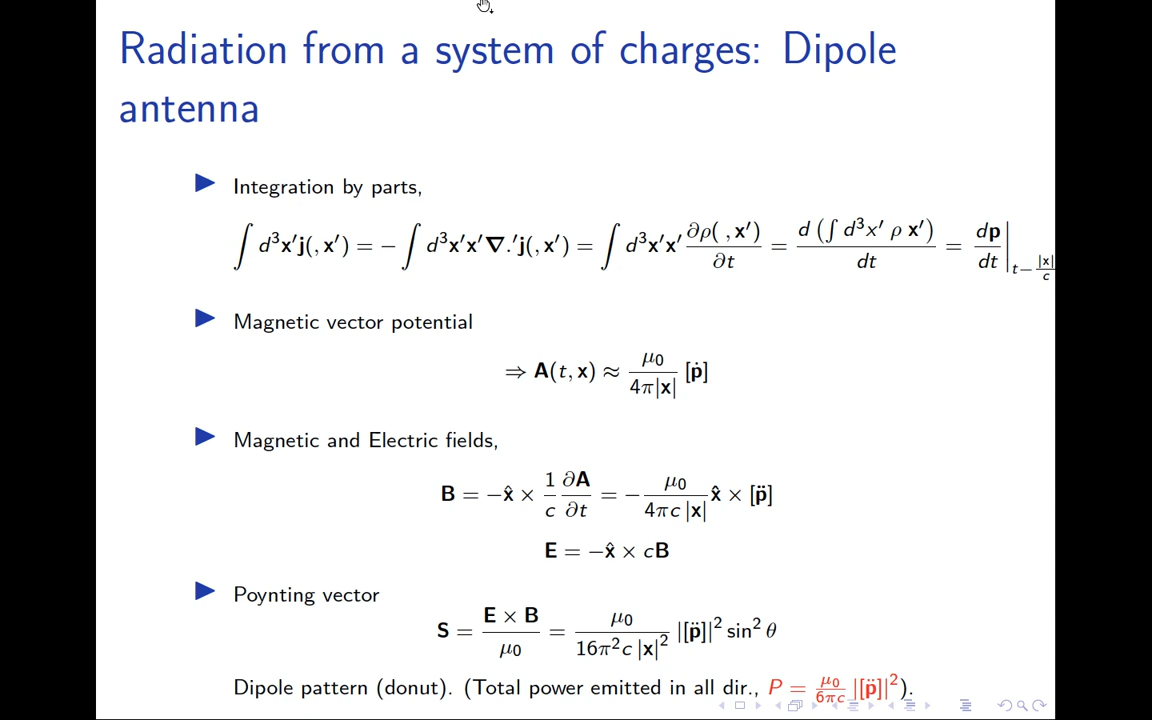 Radiation from a system of charges: Dipole
antenna
▶ Integration by parts,
∫ d³x′j(, x′) = − ∫ d³x′x′∇.′j(, x′) = ∫ d³x′x′ ∂ρ( , x′)/∂t = d (∫ d³x′ ρ x′)/dt = dp/dt|_{t−|x|/c}
▶ Magnetic vector potential
⇒ A(t, x) ≈ μ₀/4π|x| [ṗ]
▶ Magnetic and Electric fields,
B = −x̂ × 1/c ∂A/∂t = − μ₀/4πc |x| x̂ × [p̈]
E = −x̂ × cB
▶ Poynting vector
S = E × B/μ₀ = μ₀/16π²c |x|² |[p̈]|² sin² θ
Dipole pattern (donut). (Total power emitted in all dir., P = μ₀/6πc |[p̈]|²).